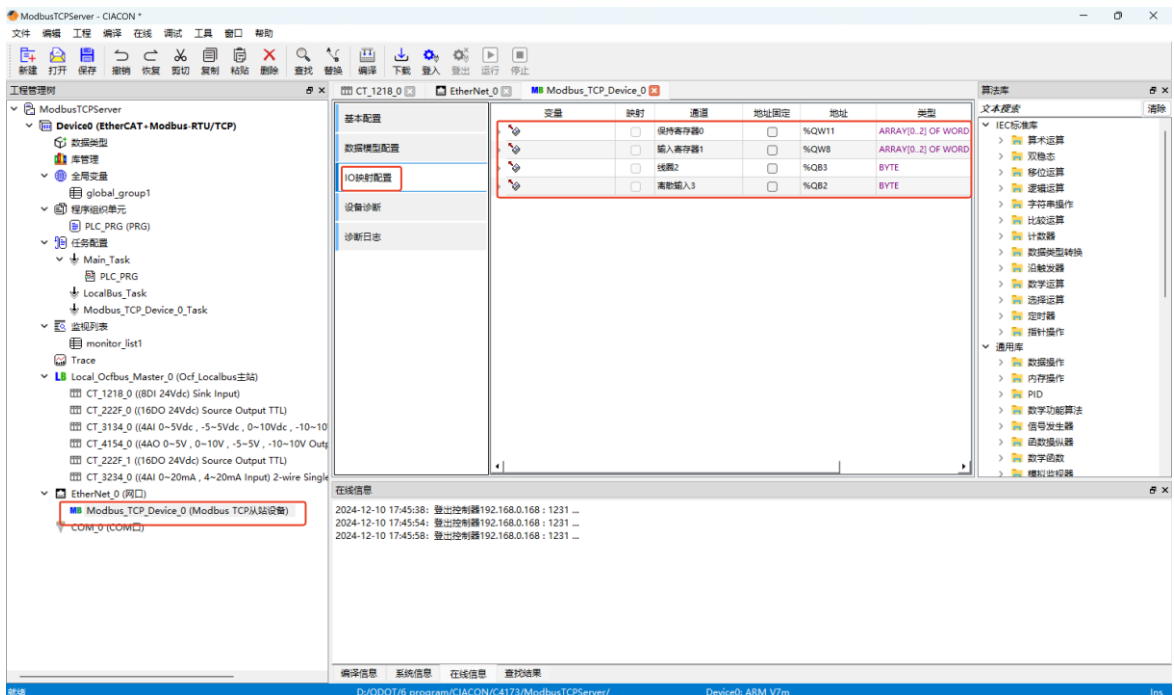 ModbusTCPServer - CIACON *
文件 编辑 工程 编译 在线 调试 工具 窗口 帮助
新建 打开 保存 撤销 恢复 剪切 复制 粘贴 删除 查找 替换 编译 下载 登入 登出 运行 停止
工程管理树
CT_1218_0
EtherNet_0
MB Modbus_TCP_Device_0
算法库
ModbusTCPServer
Device0 (EtherCAT+Modbus-RTU/TCP)
数据类型
库管理
全局变量
global_group1
程序组织单元
PLC_PRG (PRG)
任务配置
Main_Task
PLC_PRG
LocalBus_Task
Modbus_TCP_Device_0_Task
监视列表
monitor_list1
Trace
LB Local_Ocfbus_Master_0 (Ocf_Localbus主站)
CT_1218_0 ((8DI 24Vdc) Sink Input)
CT_222F_0 ((16DO 24Vdc) Source Output TTL)
CT_3134_0 ((4AI 0~5Vdc , -5~5Vdc , 0~10Vdc , -10~10
CT_4154_0 ((4AO 0~5V , 0~10V , -5~5V , -10~10V Outp
CT_222F_1 ((16DO 24Vdc) Source Output TTL)
CT_3234_0 ((4AI 0~20mA , 4~20mA Input) 2-wire Single
EtherNet_0 (网口)
MB Modbus_TCP_Device_0 (Modbus TCP从站设备)
COM_0 (COM口)
基本配置
数据模型配置
IO映射配置
设备诊断
诊断日志
变量 映射 通道 地址固定 地址 类型
保持寄存器0 %QW11 ARRAY[0..2] OF WORD
输入寄存器1 %QW8 ARRAY[0..2] OF WORD
线圈2 %QB3 BYTE
离散输入3 %QB2 BYTE
文本搜索 清除
IEC标准库
算术运算
双稳态
移位运算
逻辑运算
字符串操作
比较运算
计数器
数据类型转换
沿触发器
数学运算
选择运算
定时器
指针操作
通用库
数据操作
内存操作
PID
数学功能算法
信号发生器
函数操纵器
数学函数
模拟监视器
在线信息
2024-12-10 17:45:38: 登出控制器192.168.0.168 : 1231 ...
2024-12-10 17:45:54: 登出控制器192.168.0.168 : 1231 ...
2024-12-10 17:45:58: 登出控制器192.168.0.168 : 1231 ...
编译信息 系统信息 在线信息 查找结果
就绪 D:/ODOT/6 program/CIACON/C4173/ModbusTCPServer/ Device0: ARM V7m Ins